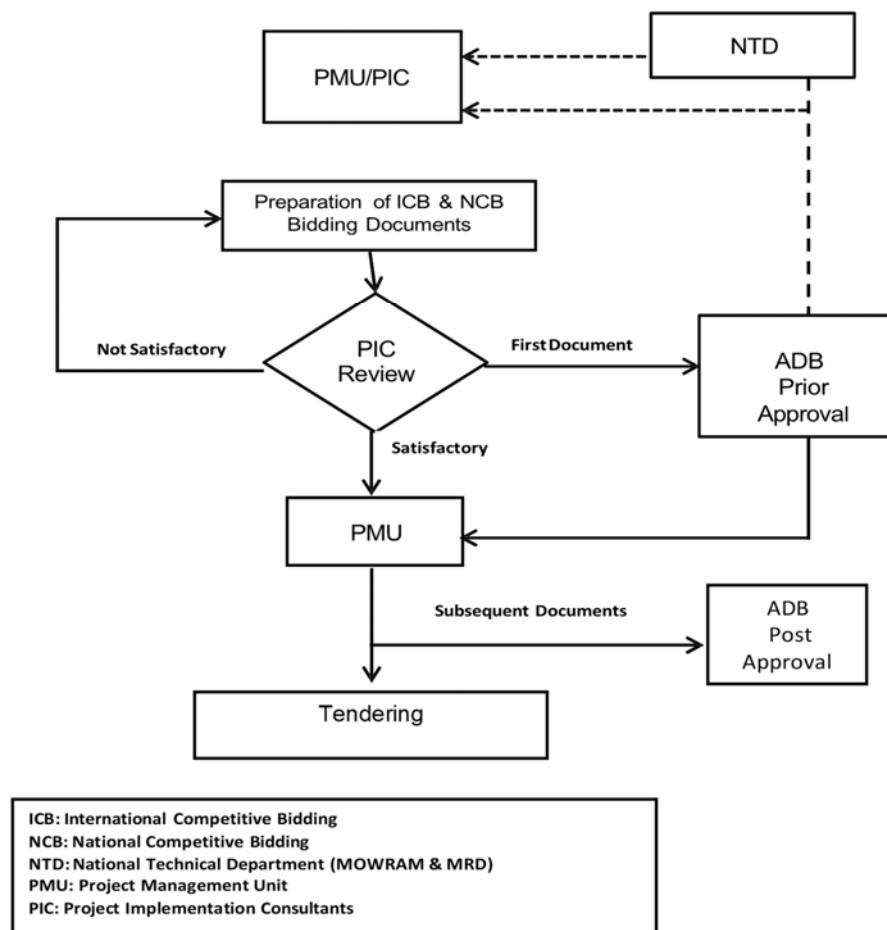 NTD
PMU/PIC
Preparation of ICB & NCB
Bidding Documents
Not Satisfactory
PIC
Review
First Document
ADB
Prior
Approval
Satisfactory
PMU
Subsequent Documents
ADB
Post
Approval
Tendering
ICB: International Competitive Bidding
NCB: National Competitive Bidding
NTD: National Technical Department (MOWRAM & MRD)
PMU: Project Management Unit
PIC: Project Implementation Consultants